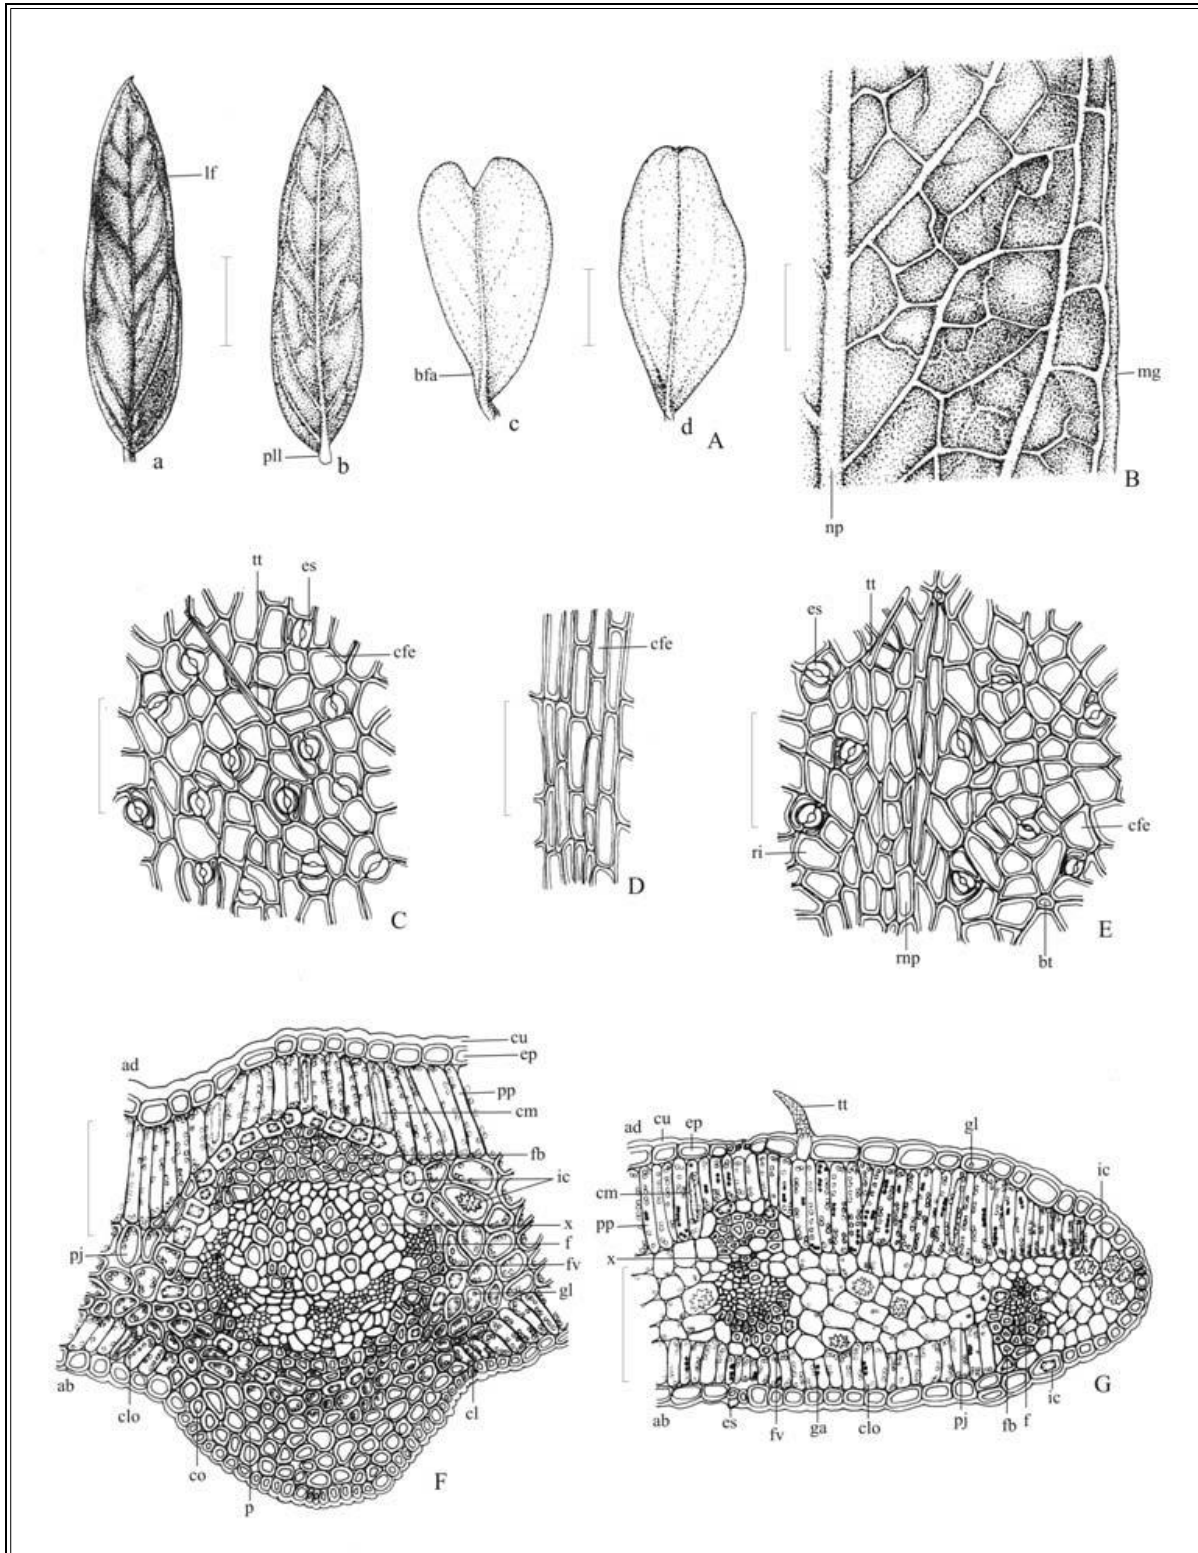 lf
a
pll
b
bfa
c
d
A
mg
B
np
tt
es
cfe
C
cfe
D
es
tt
cfe
ri
rnp
bt
E
ad
cu
ep
pp
cm
fb
ic
x
f
pj
fv
gl
ab
clo
cl
co
p
F
tt
ad
cu
ep
gl
ic
cm
pp
x
G
ab
es
fv
ga
clo
pj
fb
f
ic